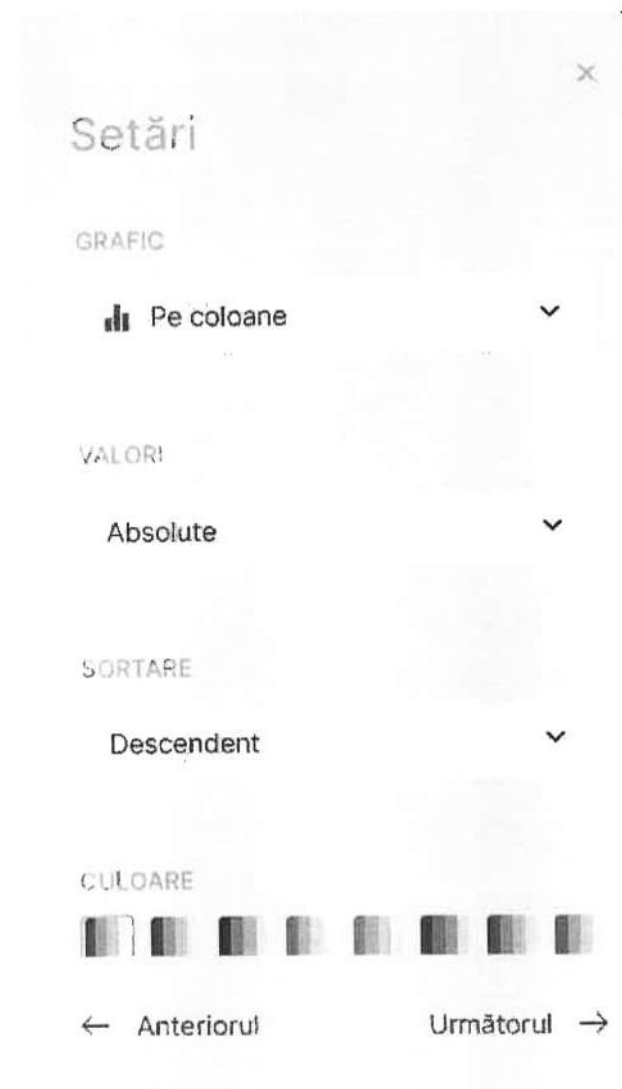 Setări
GRAFIC
Pe coloane
VALORI
Absolute
SORTARE
Descendent
CULOARE
← Anteriorul Următorul →